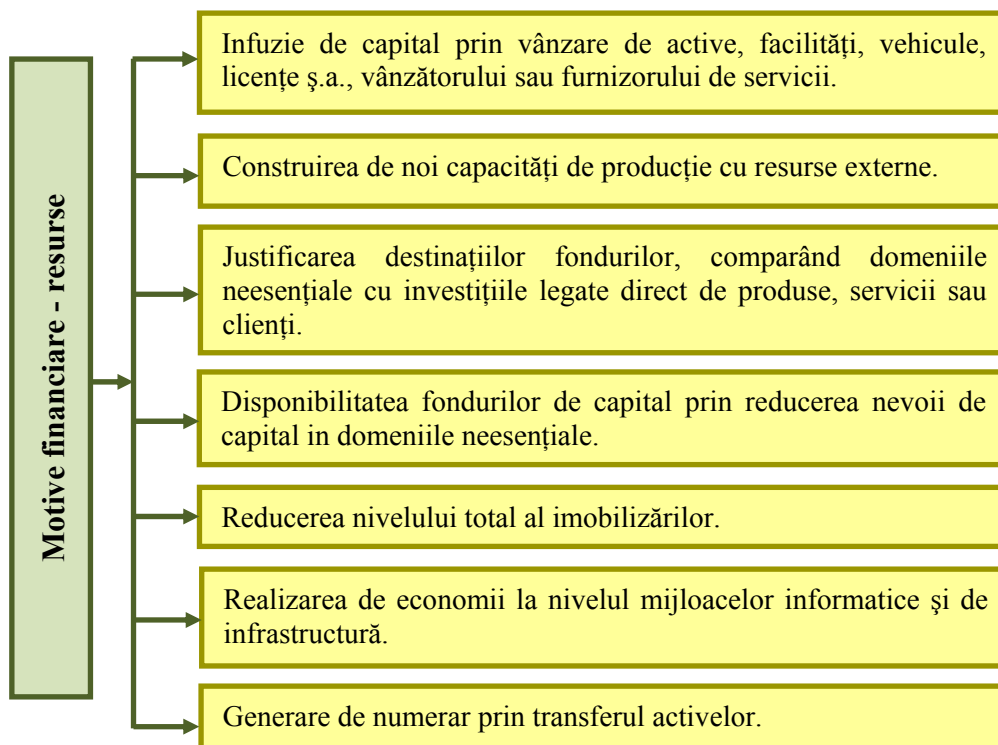 Motive financiare - resurse
Infuzie de capital prin vânzare de active, facilități, vehicule,
licențe ş.a., vânzătorului sau furnizorului de servicii.
Construirea de noi capacități de producție cu resurse externe.
Justificarea destinațiilor fondurilor, comparând domeniile
neesențiale cu investițiile legate direct de produse, servicii sau
clienți.
Disponibilitatea fondurilor de capital prin reducerea nevoii de
capital in domeniile neesențiale.
Reducerea nivelului total al imobilizărilor.
Realizarea de economii la nivelul mijloacelor informatice şi de
infrastructură.
Generare de numerar prin transferul activelor.